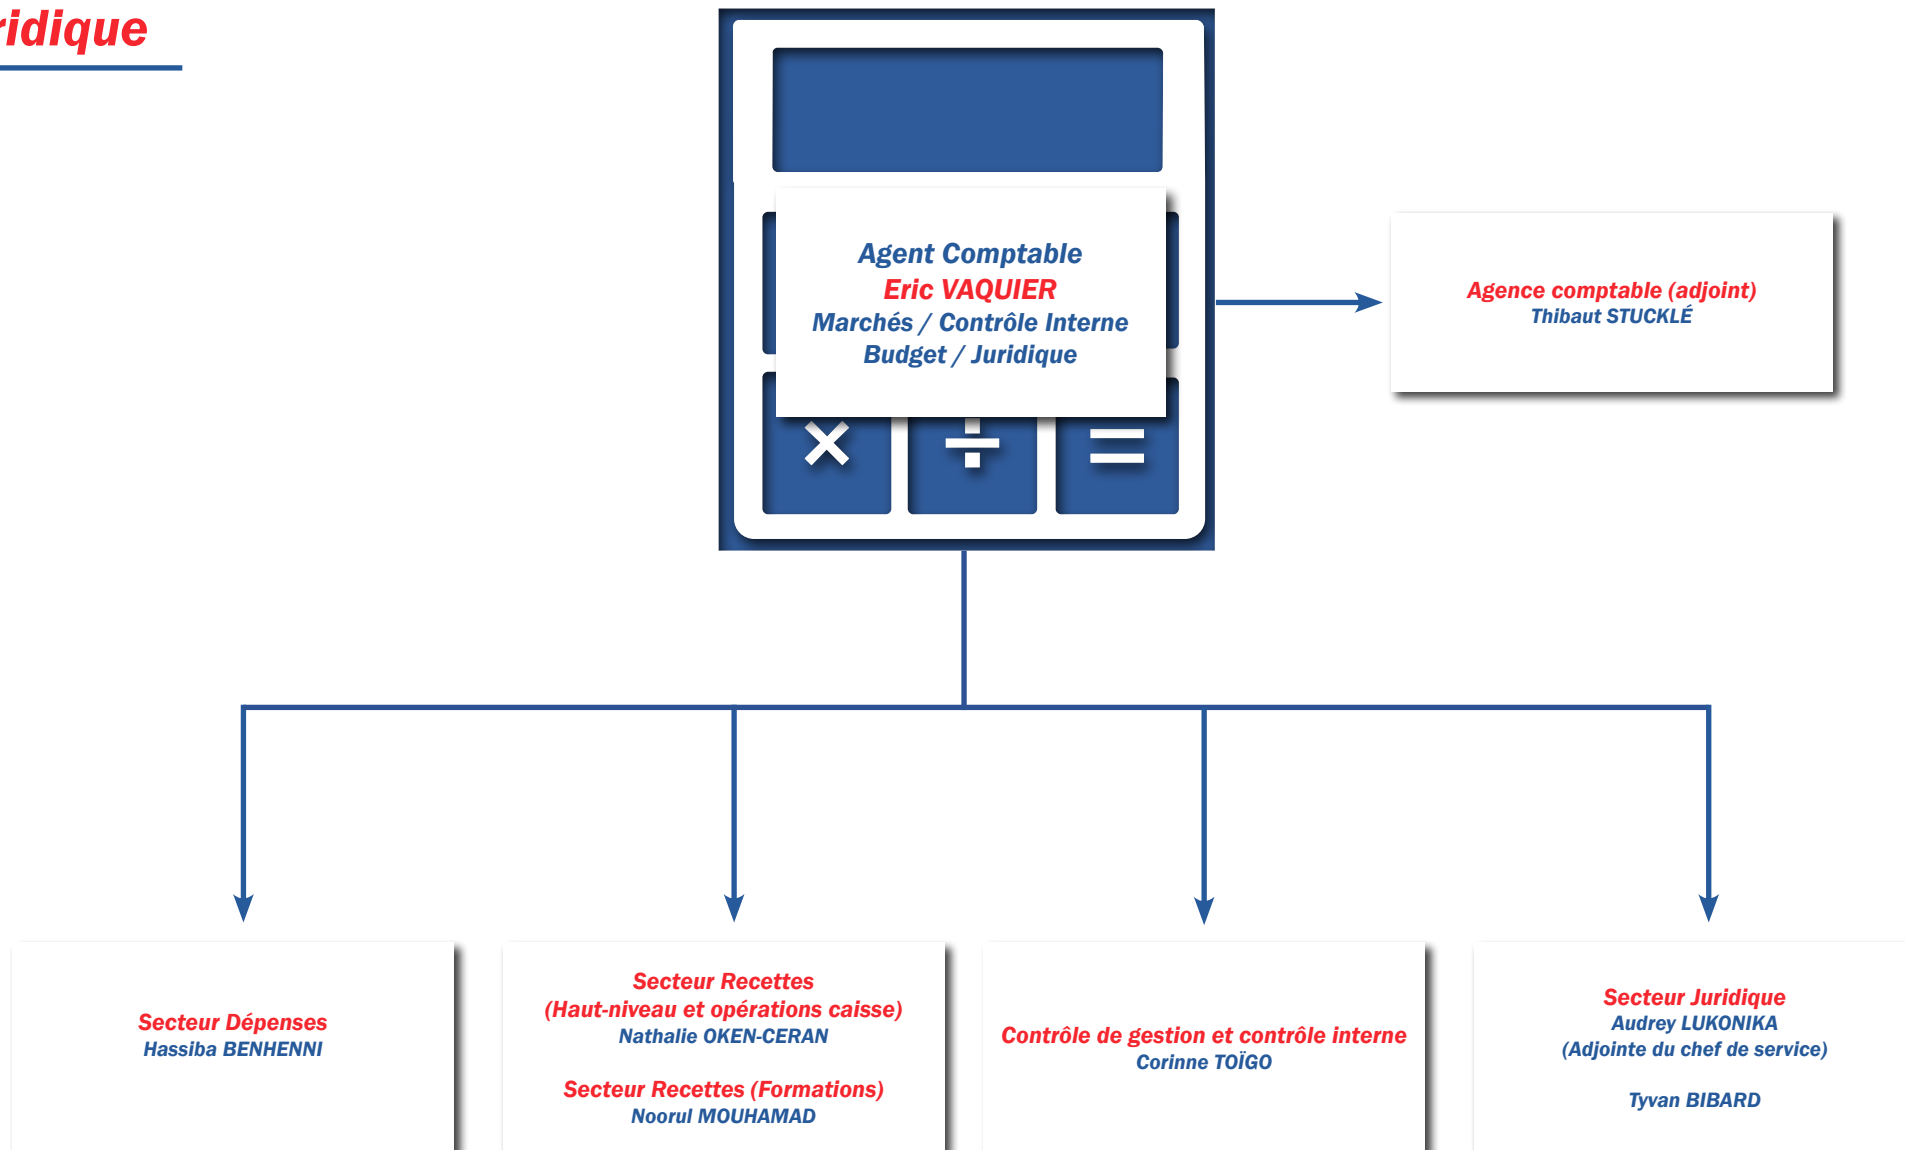 ridique
Agent Comptable
Eric VAQUIER
Marchés / Contrôle Interne
Budget / Juridique
Agence comptable (adjoint)
Thibaut STUCKLÉ
× ÷ =
Secteur Dépenses
Hassiba BENHENNI
Secteur Recettes
(Haut-niveau et opérations caisse)
Nathalie OKEN-CERAN
Secteur Recettes (Formations)
Noorul MOUHAMAD
Contrôle de gestion et contrôle interne
Corinne TOÏGO
Secteur Juridique
Audrey LUKONIKA
(Adjointe du chef de service)
Tyvan BIBARD